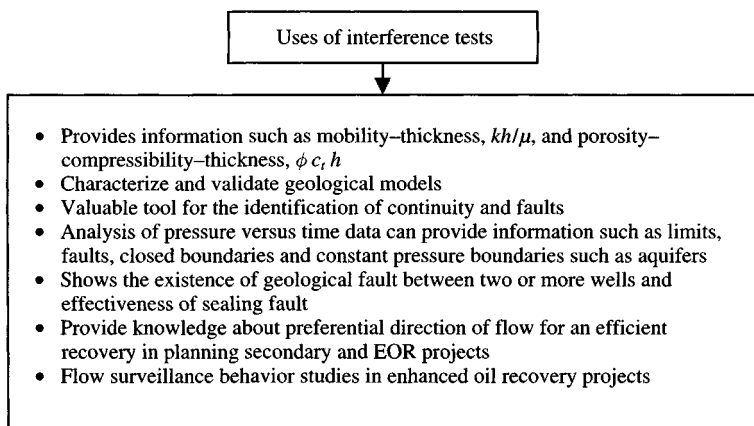 Uses of interference tests
• Provides information such as mobility–thickness, kh/μ, and porosity–
compressibility–thickness, ϕ cₜ h
• Characterize and validate geological models
• Valuable tool for the identification of continuity and faults
• Analysis of pressure versus time data can provide information such as limits,
faults, closed boundaries and constant pressure boundaries such as aquifers
• Shows the existence of geological fault between two or more wells and
effectiveness of sealing fault
• Provide knowledge about preferential direction of flow for an efficient
recovery in planning secondary and EOR projects
• Flow surveillance behavior studies in enhanced oil recovery projects